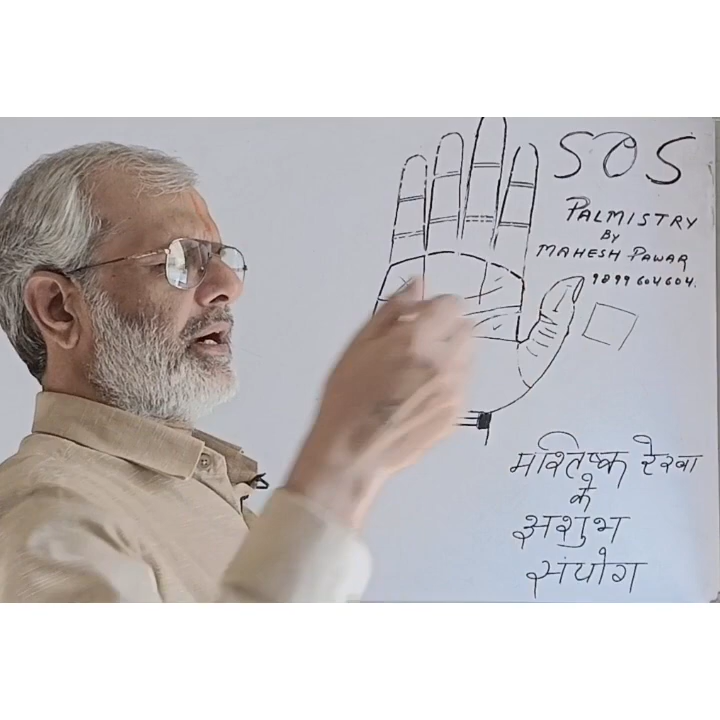 SOS
PALMISTRY
BY
MAHESH PAWAR
9899604604.
मस्तिष्क रेखा
के
अशुभ
संयोग